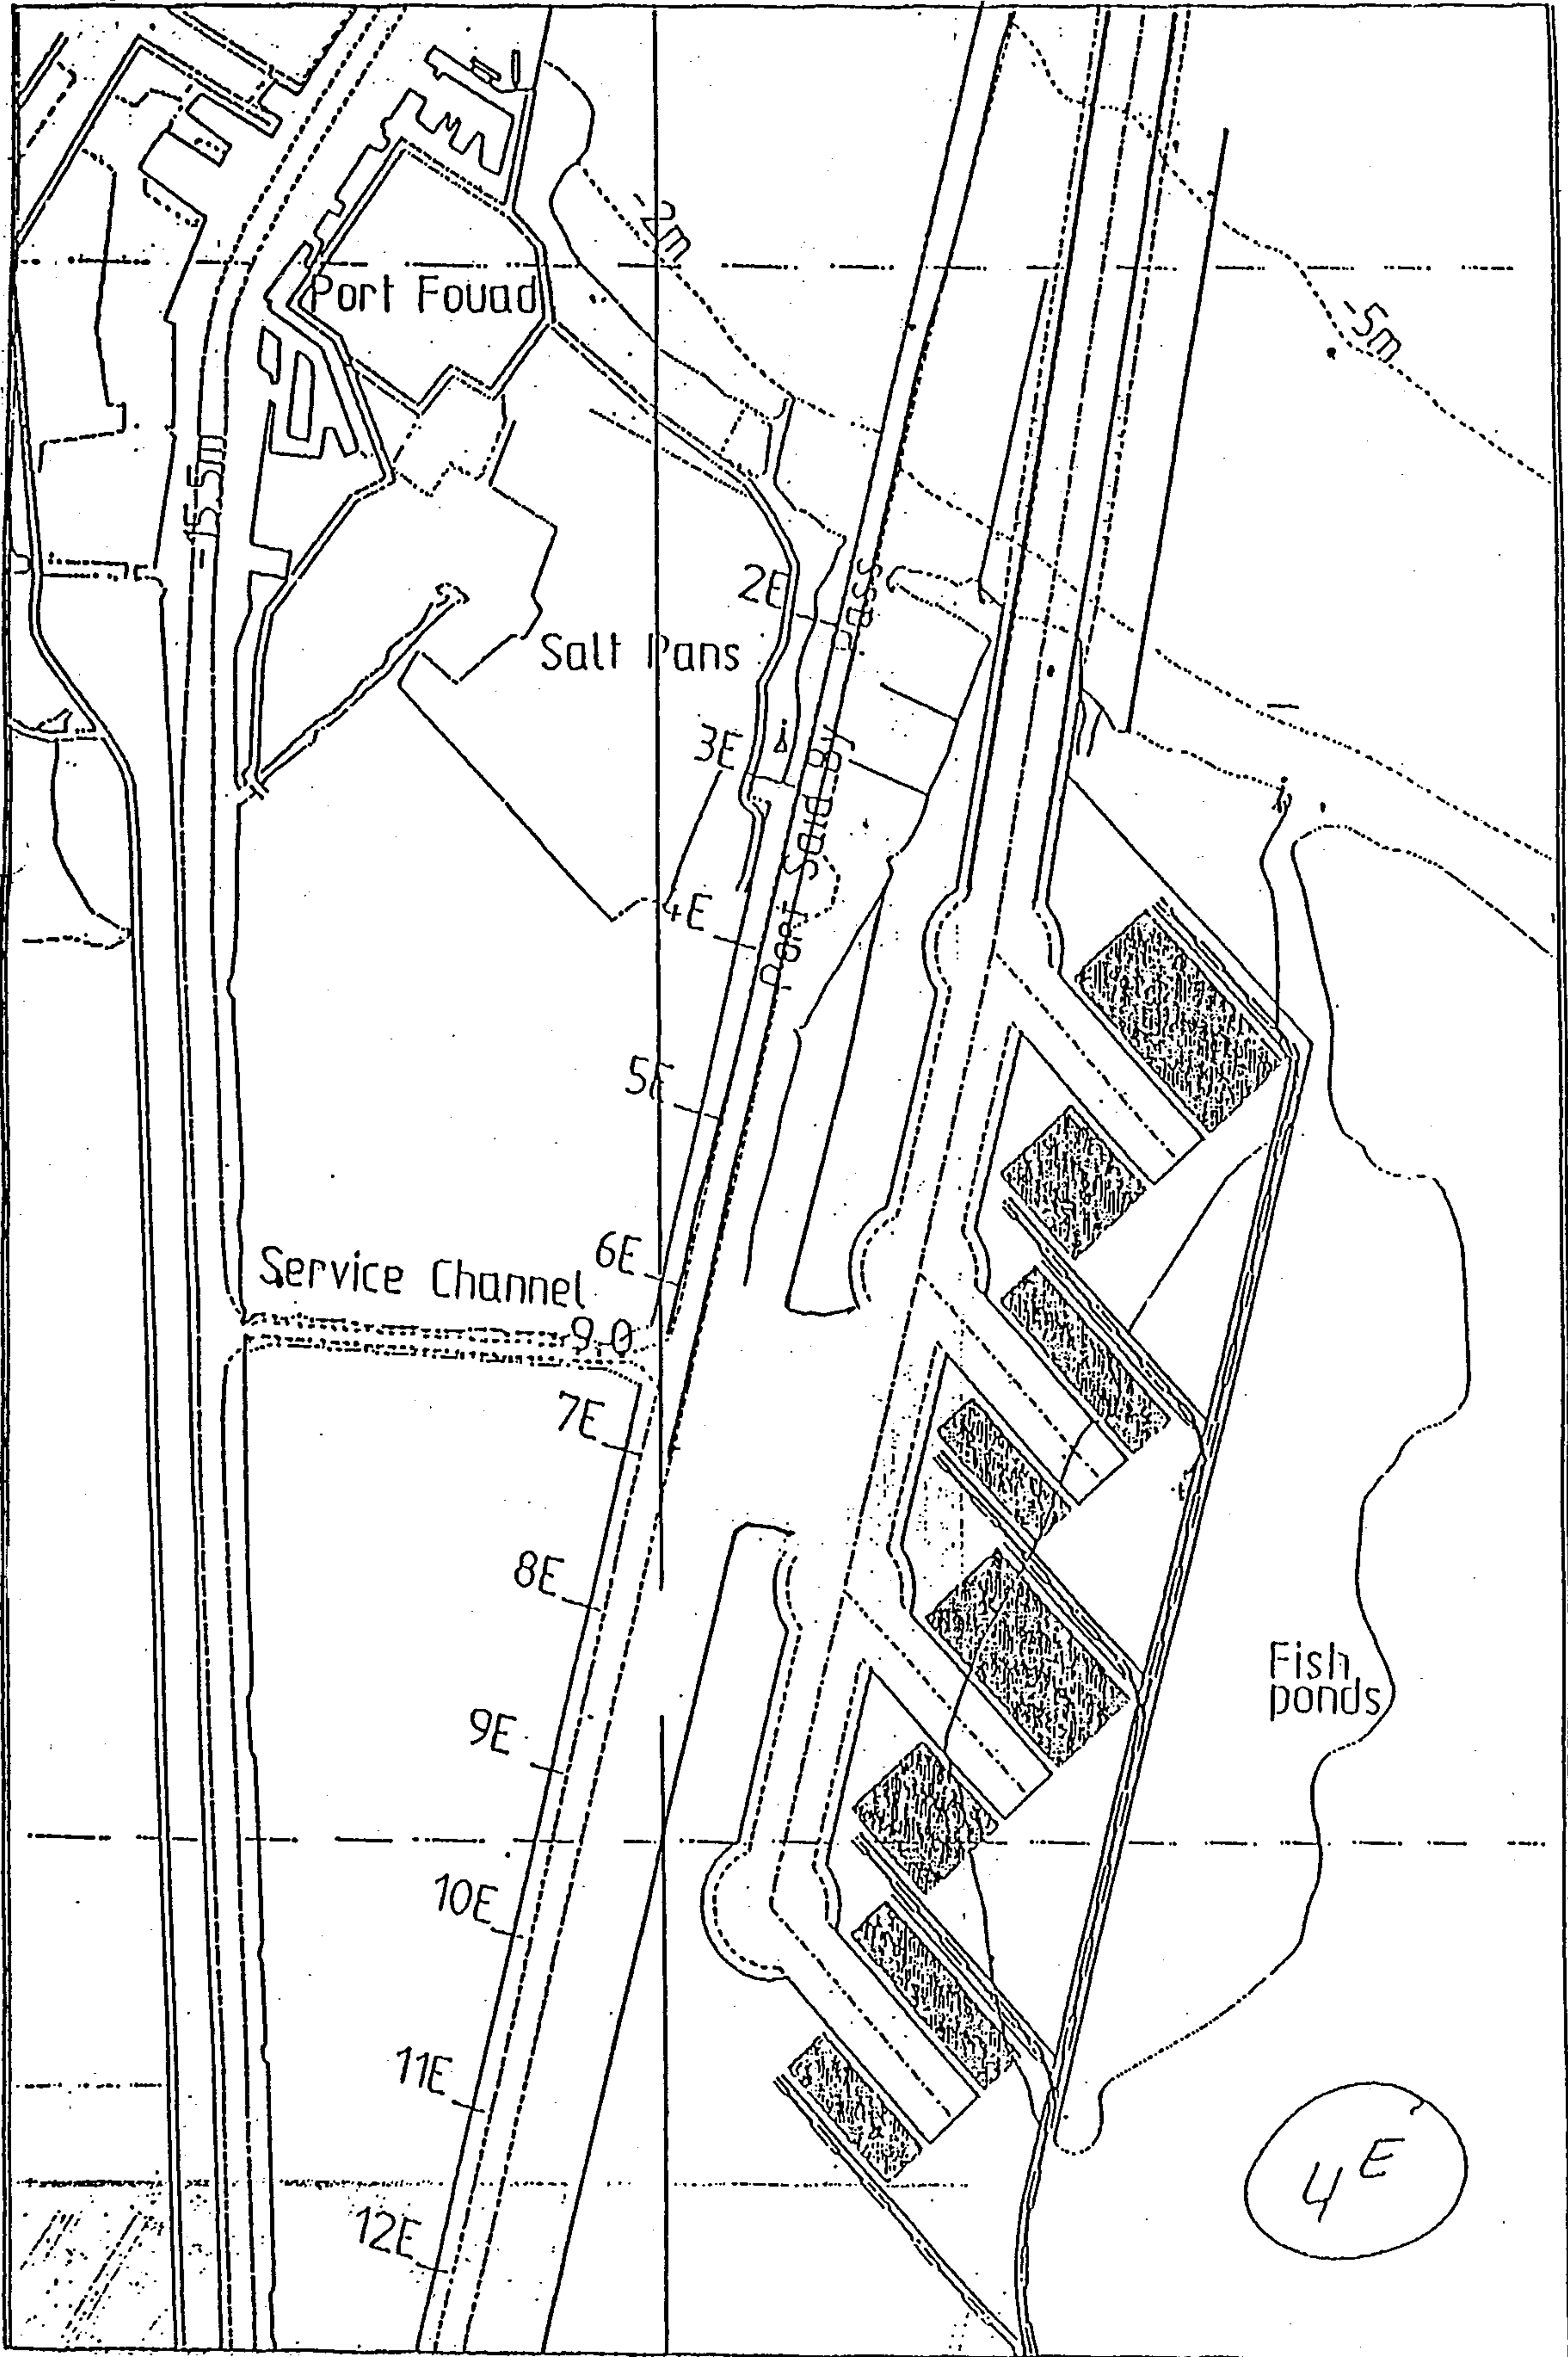 -2m
Port Fouad
-5m
-15.5m
2E
Salt Pans
3E
Port Said By Pass
4E
5E
6E
Service Channel
9-0
7E
8E
Fish
ponds
9E
10E
11E
12E
4E